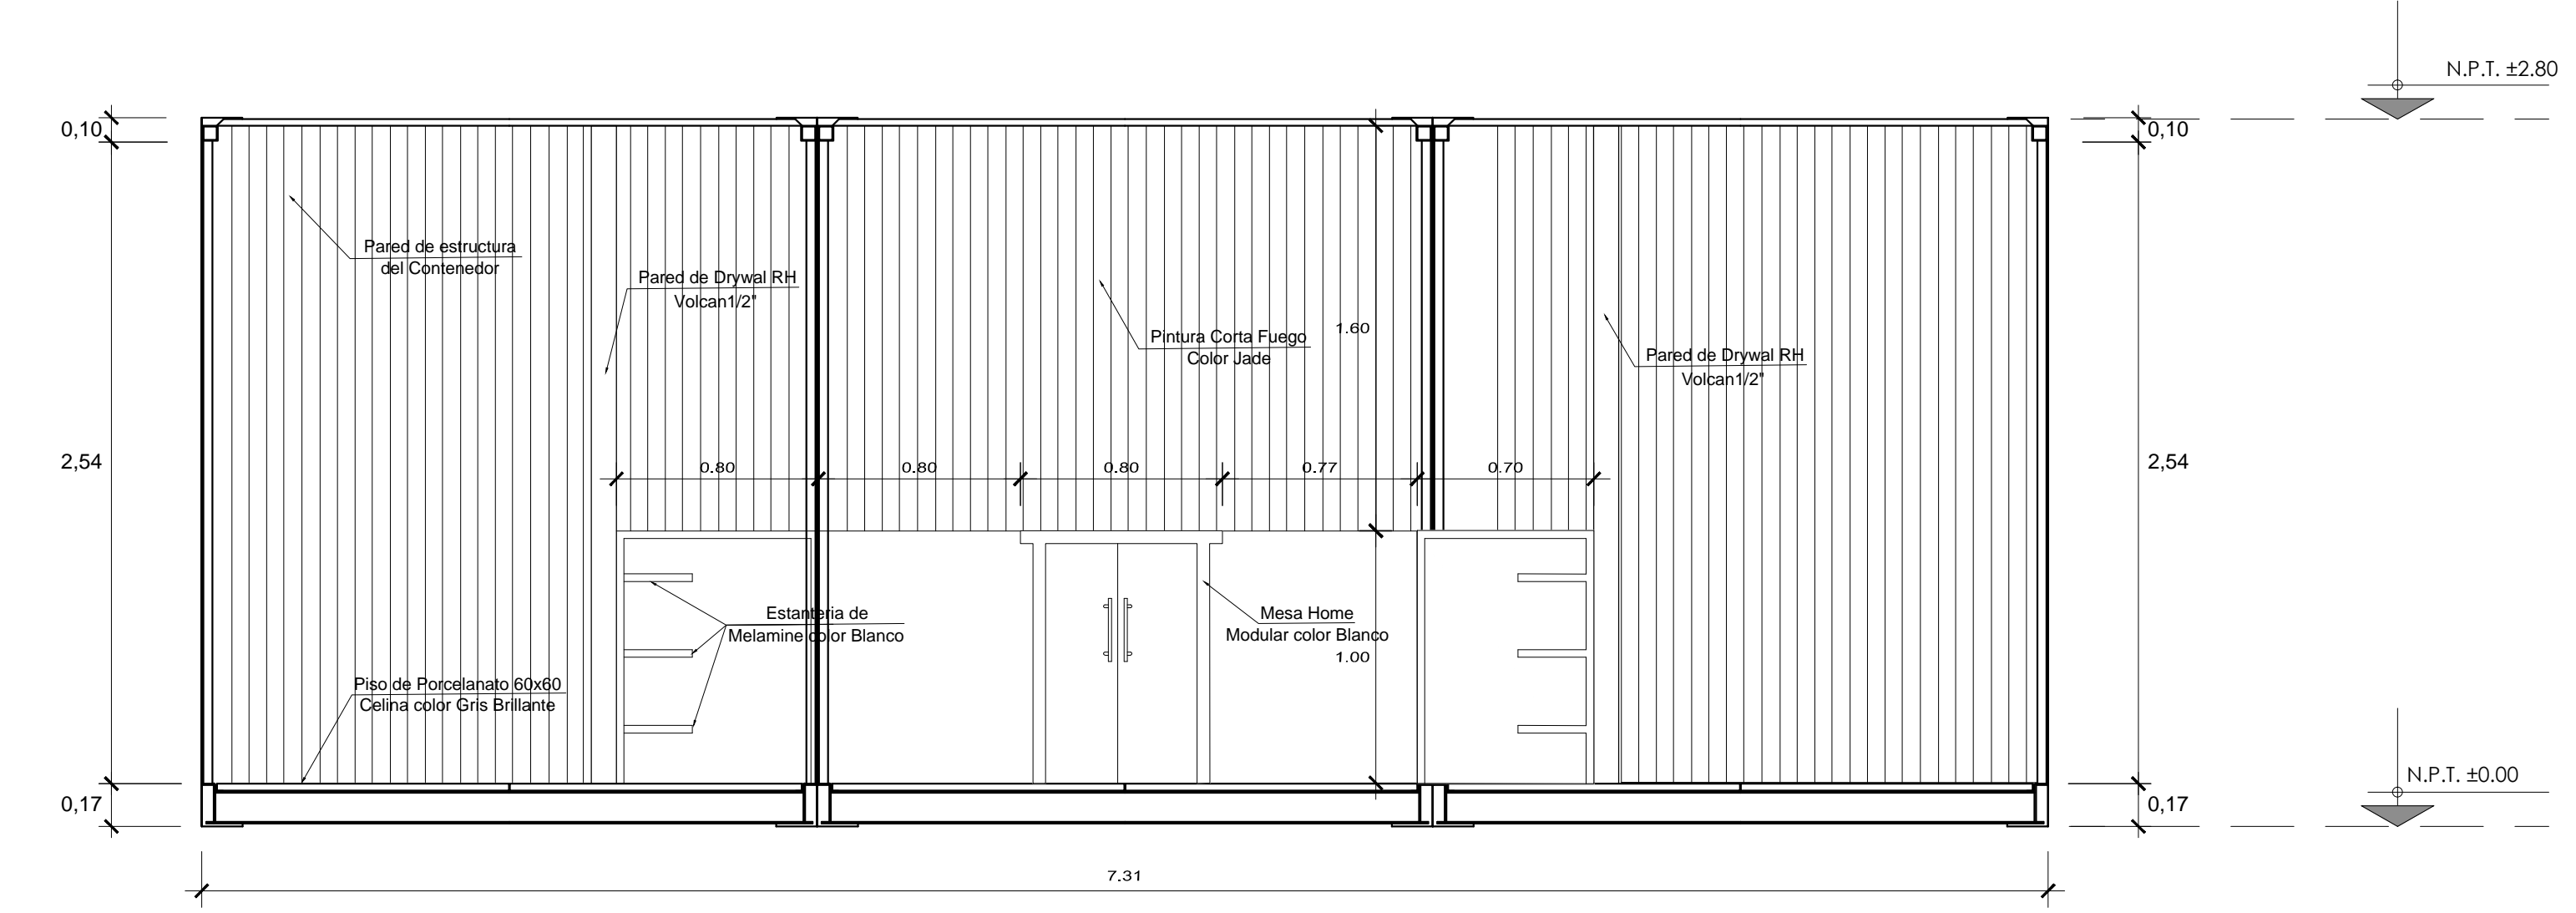 N.P.T. ±2.80
0,10
0,10
Pared de estructura
del Contenedor
Pared de Drywal RH
Volcan1/2"
Pintura Corta Fuego
Color Jade
1.60
Pared de Drywal RH
Volcan1/2"
2,54
0.80
0.80
0.80
0.77
0.70
2,54
Estanteria de
Melamine color Blanco
Mesa Home
Modular color Blanco
1.00
Piso de Porcelanato 60x60
Celina color Gris Brillante
N.P.T. ±0.00
0,17
0,17
7.31